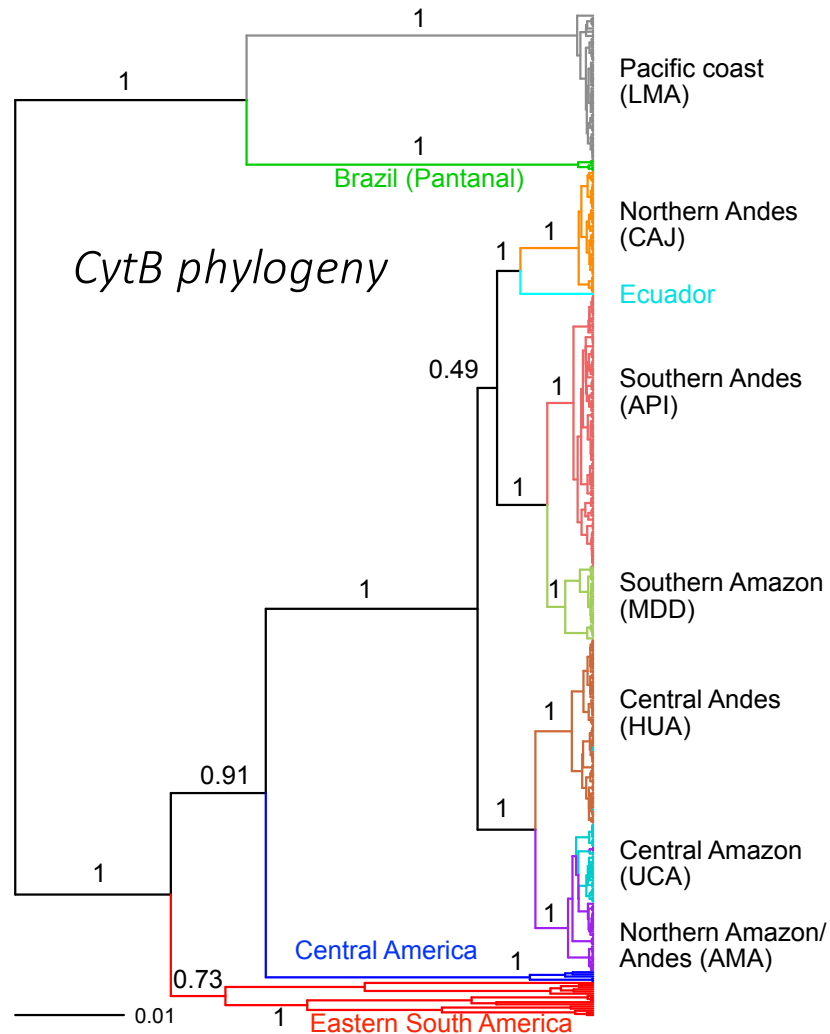 1
1
Pacific coast
(LMA)
1
Brazil (Pantanal)
Northern Andes
(CAJ)
1
1
CytB phylogeny
Ecuador
0.49
1
Southern Andes
(API)
1
Southern Amazon
(MDD)
1
1
Central Andes
(HUA)
1
0.91
1
Central Amazon
(UCA)
1
1
Northern Amazon/
Andes (AMA)
Central America
1
0.73
0.01
1
Eastern South America